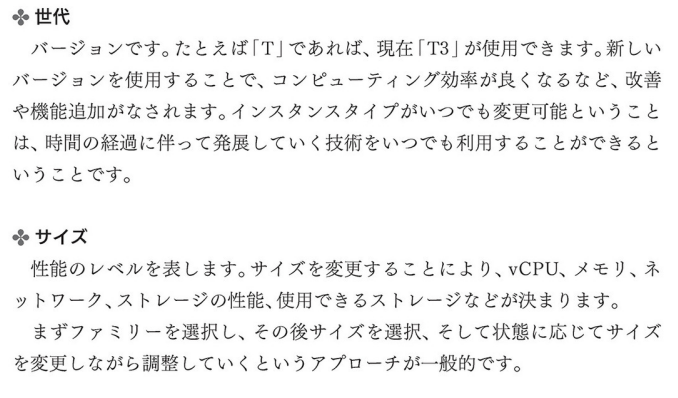 ✤ 世代
バージョンです。たとえば「T」であれば、現在「T3」が使用できます。新しい
バージョンを使用することで、コンピューティング効率が良くなるなど、改善
や機能追加がなされます。インスタンスタイプがいつでも変更可能ということ
は、時間の経過に伴って発展していく技術をいつでも利用することができると
いうことです。
✤ サイズ
性能のレベルを表します。サイズを変更することにより、vCPU、メモリ、ネ
ットワーク、ストレージの性能、使用できるストレージなどが決まります。
まずファミリーを選択し、その後サイズを選択、そして状態に応じてサイズ
を変更しながら調整していくというアプローチが一般的です。